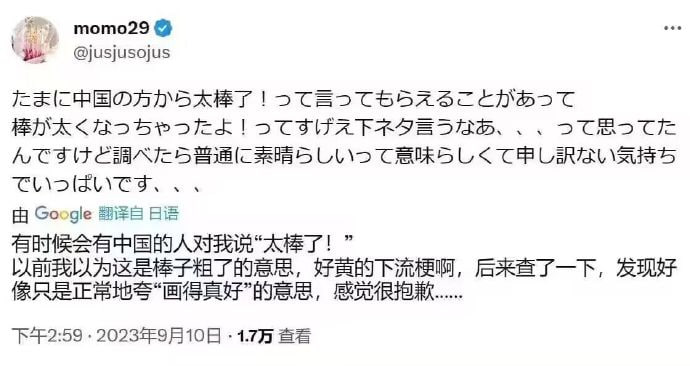 momo29
@jusjusojus
たまに中国の方から太棒了！って言ってもらえることがあって
棒が太くなっちゃったよ！ってすげえ下ネタ言うなあ、、、って思ってた
んですけど調べたら普通に素晴らしいって意味らしくて申し訳ない気持ち
でいっぱいです、、、
由 Google 翻译自 日语
有时候会有中国的人对我说“太棒了！”
以前我以为这是棒子粗了的意思，好黄的下流梗啊，后来查了一下，发现好
像只是正常地夸“画得真好”的意思，感觉很抱歉......
下午2:59 · 2023年9月10日 · 1.7万 查看